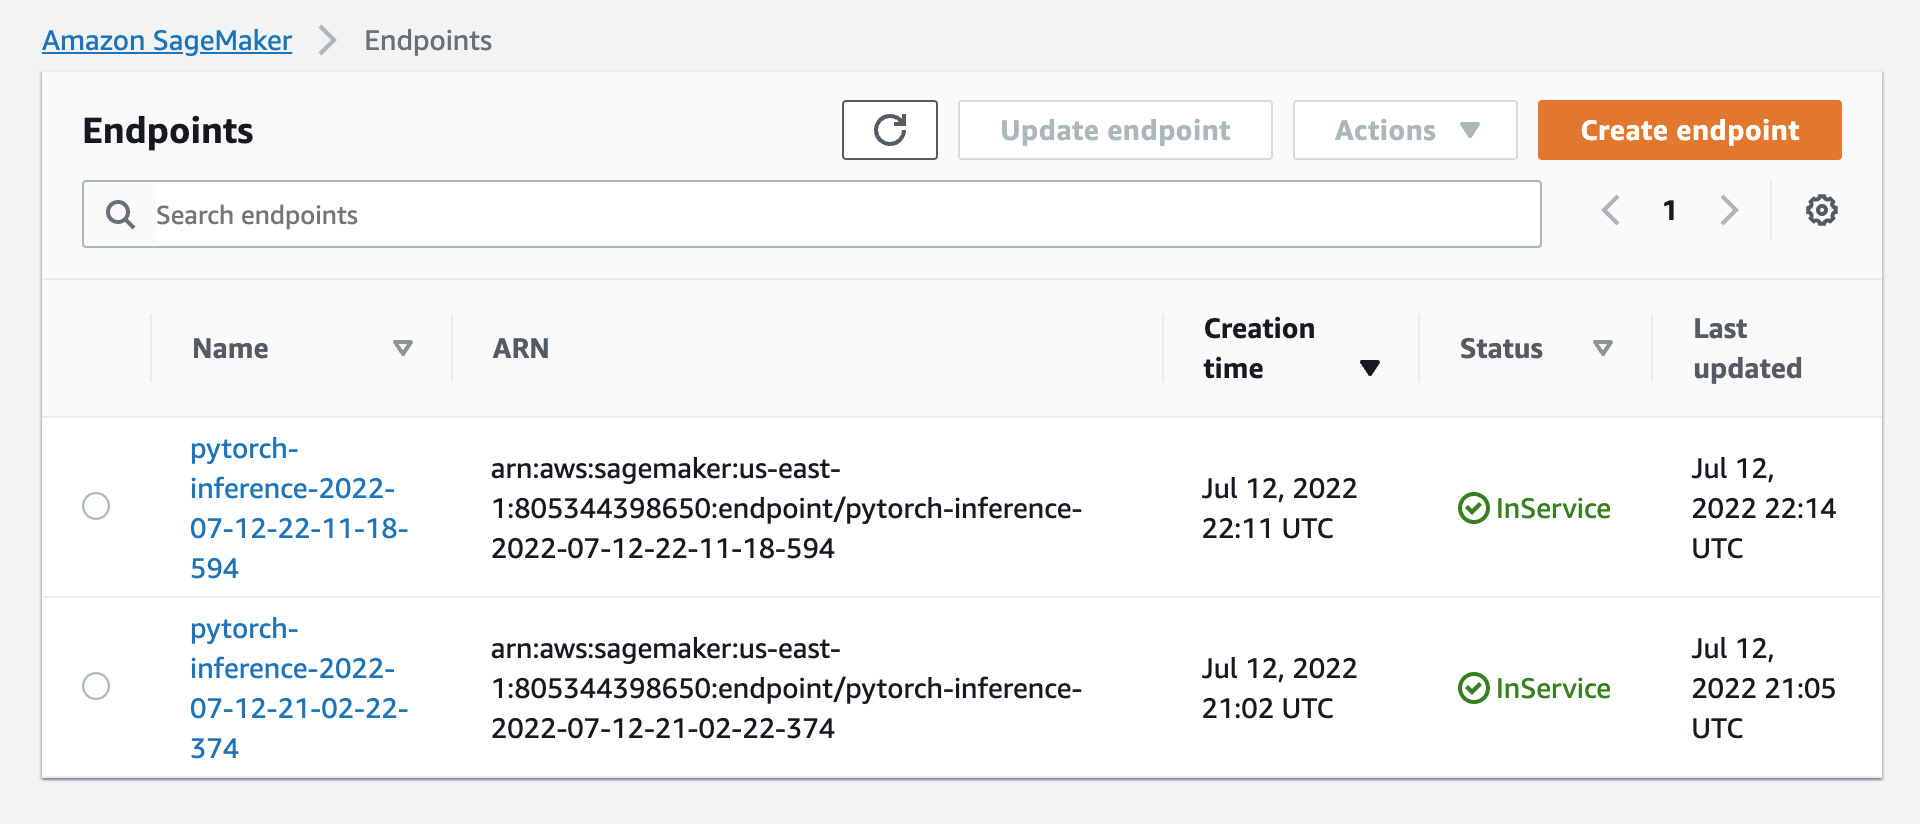 Amazon SageMaker > Endpoints
Endpoints
Update endpoint
Actions
Create endpoint
Search endpoints
1
Name
ARN
Creation
time
Status
Last
updated
pytorch-
inference-2022-
07-12-22-11-18-
594
arn:aws:sagemaker:us-east-
1:805344398650:endpoint/pytorch-inference-
2022-07-12-22-11-18-594
Jul 12, 2022
22:11 UTC
InService
Jul 12,
2022 22:14
UTC
pytorch-
inference-2022-
07-12-21-02-22-
374
arn:aws:sagemaker:us-east-
1:805344398650:endpoint/pytorch-inference-
2022-07-12-21-02-22-374
Jul 12, 2022
21:02 UTC
InService
Jul 12,
2022 21:05
UTC